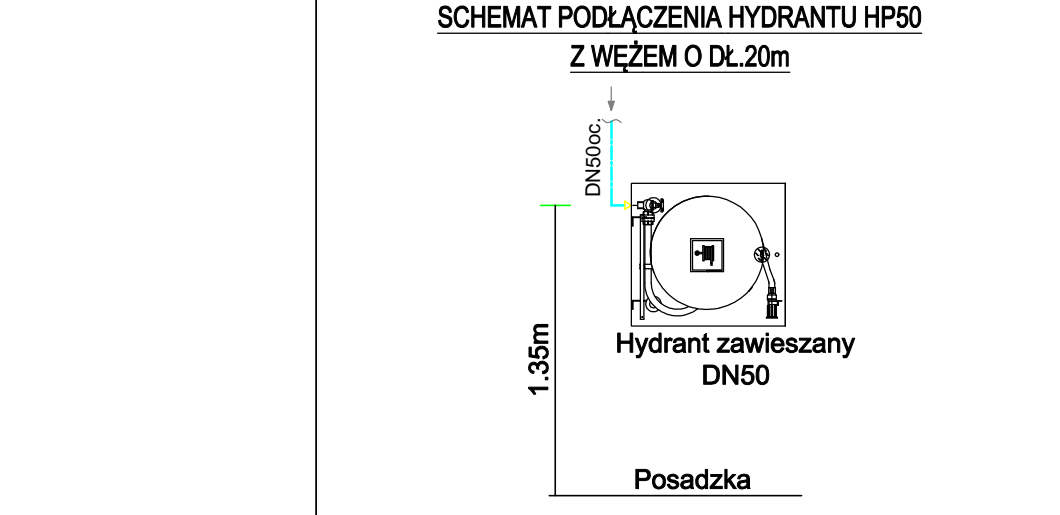 SCHEMAT PODŁĄCZENIA HYDRANTU HP50
Z WĘŻEM O DŁ.20m
DN50oc.
1.35m
Hydrant zawieszany
DN50
Posadzka